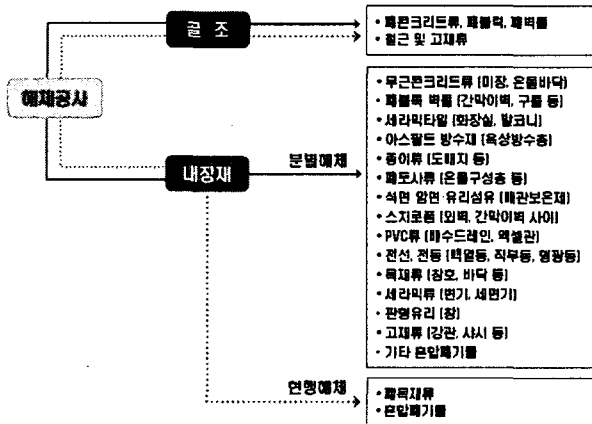 해체공사
골 조
• 폐콘크리트류, 폐블럭, 폐벽돌
• 철근 및 고재류
내장재
분별해체
• 무근콘크리트류 (미장, 온돌바닥)
• 폐블록 벽돌 (간막이벽, 구들 등)
• 세라믹타일 (화장실, 발코니)
• 아스팔드 방수재 (옥상방수층)
• 종이류 (도배지 등)
• 폐토사류 (온돌구성층 등)
• 석면 암면·유리섬유 (배관보온재)
• 스치로폼 (외벽, 간막이벽 사이)
• PVC류 (배수드레인, 엑셀관)
• 전선, 전등 (백열등, 직부등, 형광등)
• 목재류 (창호, 바닥 등)
• 세라믹류 (변기, 세면기)
• 판형유리 (창)
• 고재류 (강관, 샤시 등)
• 기타 혼합폐기물
연행해체
• 폐목재류
• 혼합폐기물